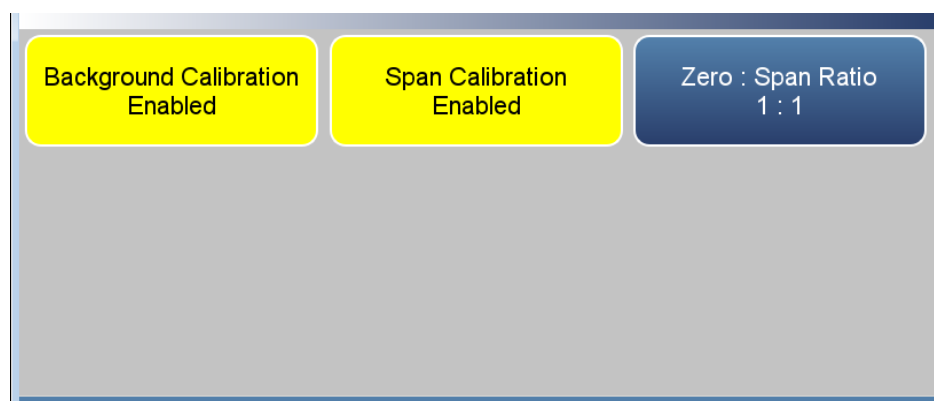 Background Calibration
Enabled
Span Calibration
Enabled
Zero : Span Ratio
1 : 1